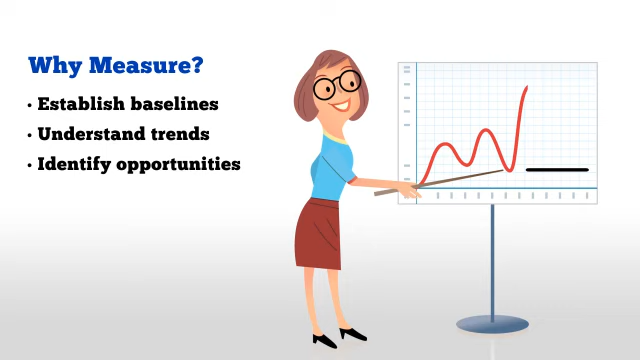 Why Measure?
• Establish baselines
• Understand trends
• Identify opportunities